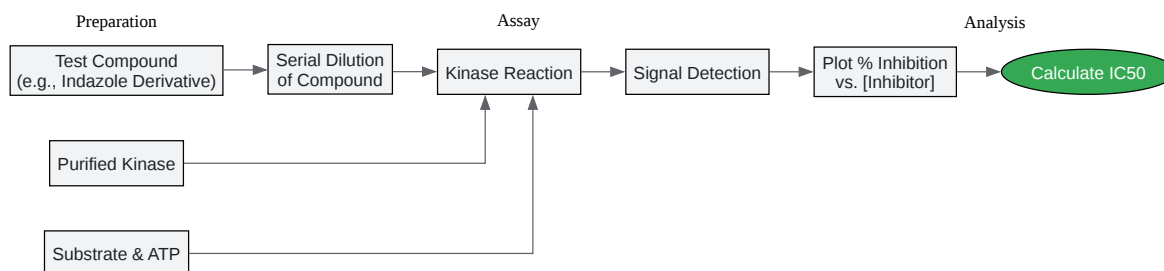 Preparation
Assay
Analysis
Test Compound
(e.g., Indazole Derivative)
Serial Dilution
of Compound
Kinase Reaction
Signal Detection
Plot % Inhibition
vs. [Inhibitor]
Calculate IC50
Purified Kinase
Substrate & ATP